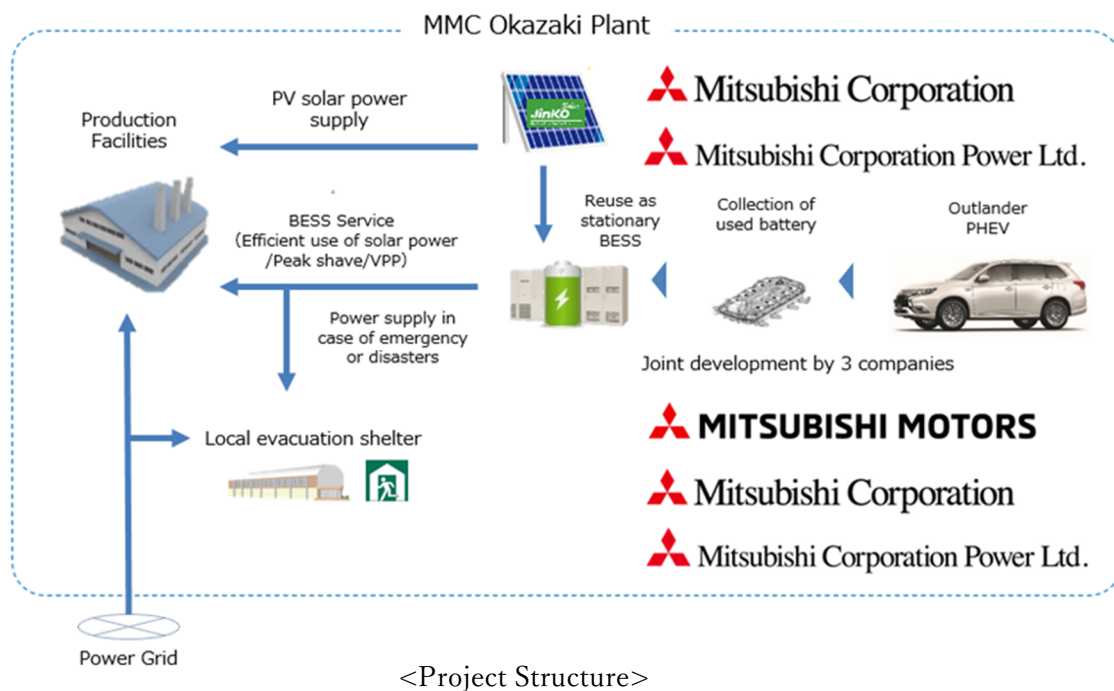 MMC Okazaki Plant
Production
Facilities
PV solar power
supply
JinKO
Solar
Mitsubishi Corporation
Mitsubishi Corporation Power Ltd.
BESS Service
(Efficient use of solar power
/Peak shave/VPP)
Reuse as
stationary
BESS
Collection of
used battery
Outlander
PHEV
Power supply in
case of emergency
or disasters
Joint development by 3 companies
Local evacuation shelter
MITSUBISHI MOTORS
Mitsubishi Corporation
Mitsubishi Corporation Power Ltd.
Power Grid
<Project Structure>